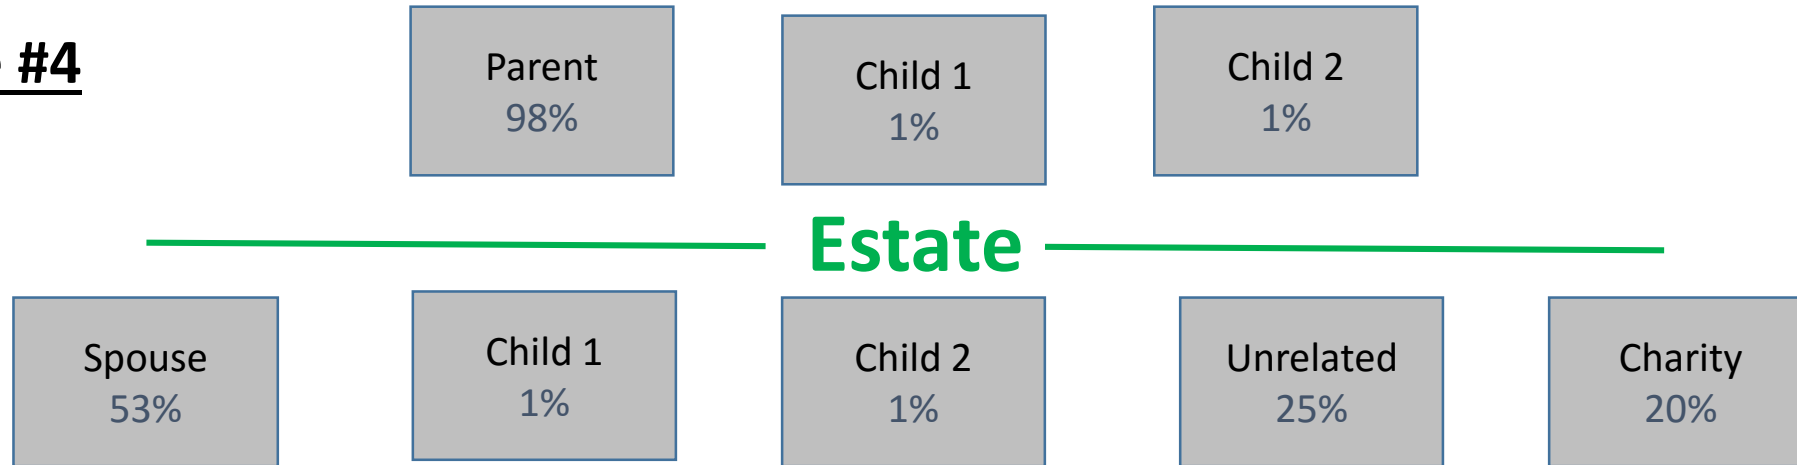 #4
Parent
98%
Child 1
1%
Child 2
1%
Estate
Spouse
53%
Child 1
1%
Child 2
1%
Unrelated
25%
Charity
20%